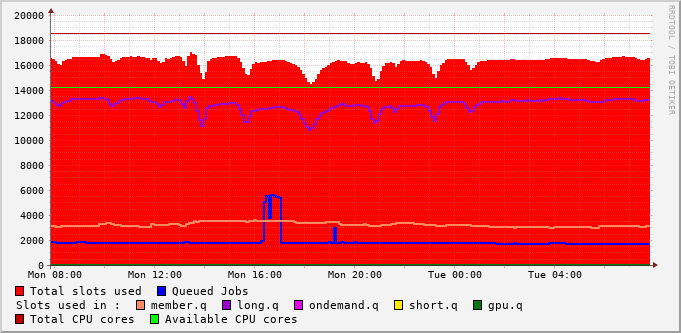 20000
18000
16000
14000
12000
10000
8000
6000
4000
2000
0
Mon 08:00 Mon 12:00 Mon 16:00 Mon 20:00 Tue 00:00 Tue 04:00
RRDTOOL / TOBI OETIKER
Total slots used Queued Jobs
Slots used in : member.q long.q ondemand.q short.q gpu.q
Total CPU cores Available CPU cores